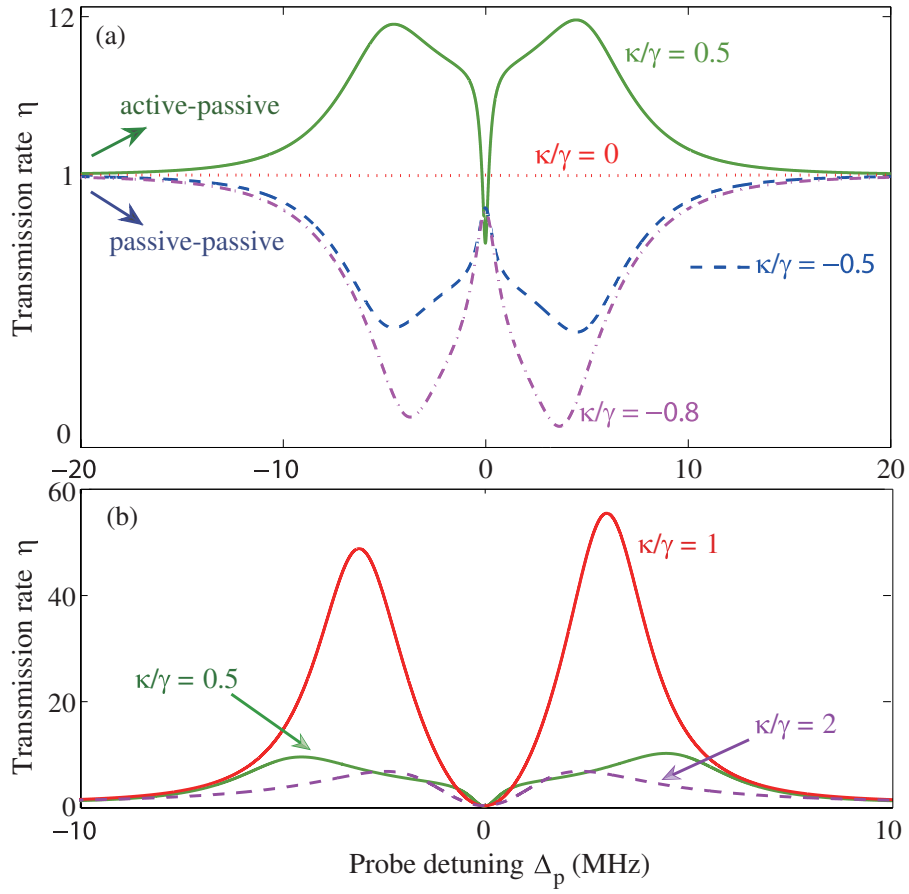 12
(a)
κ/γ = 0.5
active-passive
κ/γ = 0
1
passive-passive
κ/γ = −0.5
κ/γ = −0.8
0
−20
−10
0
10
20
Transmission rate η
60
(b)
κ/γ = 1
40
κ/γ = 0.5
κ/γ = 2
20
0
−10
0
10
Transmission rate η
Probe detuning Δp (MHz)